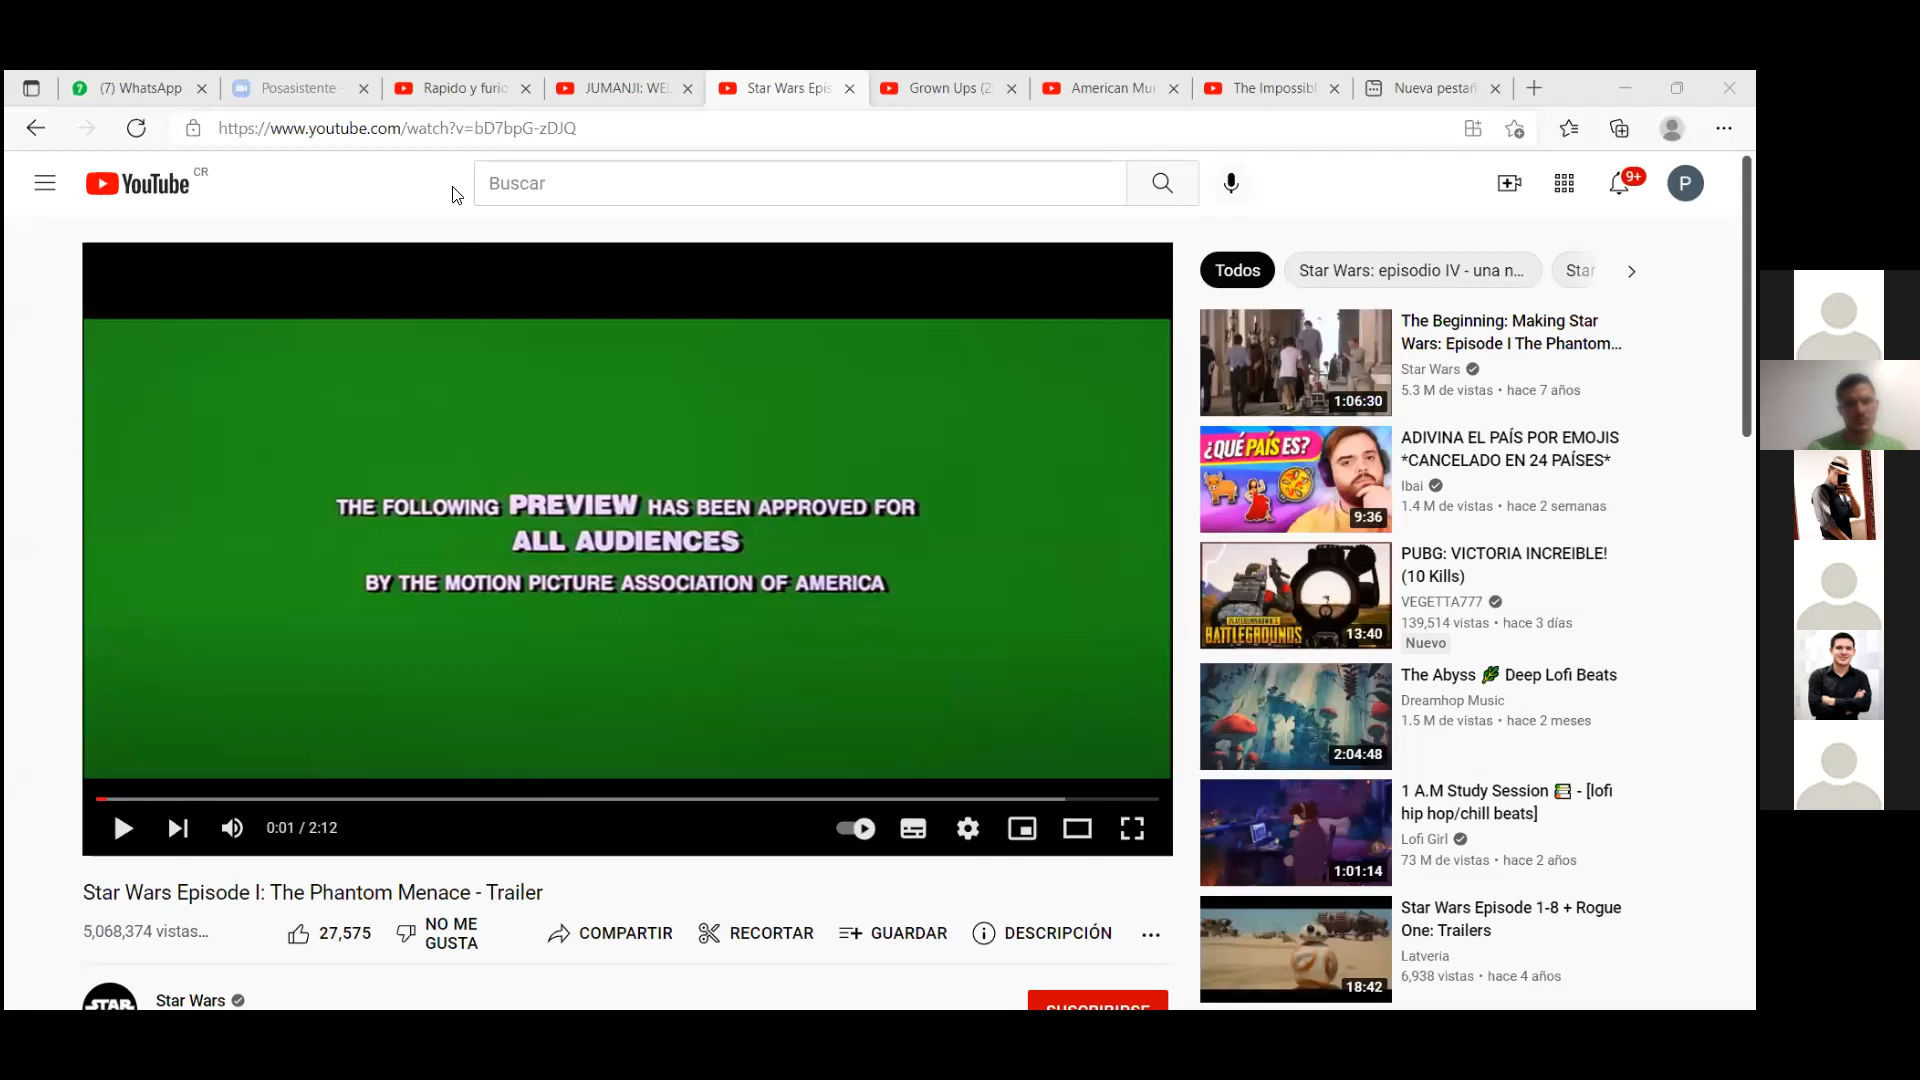 (7) WhatsApp
Posasistente -
Rapido y furio
JUMANJI: WEL
Star Wars Epis
Grown Ups (2
American Mu
The Impossibl
Nueva pestañ
https://www.youtube.com/watch?v=bD7bpG-zDJQ
YouTube CR
Buscar
9+
P
THE FOLLOWING PREVIEW HAS BEEN APPROVED FOR
ALL AUDIENCES
BY THE MOTION PICTURE ASSOCIATION OF AMERICA
0:01 / 2:12
Star Wars Episode I: The Phantom Menace - Trailer
5,068,374 vistas...
27,575
NO ME
GUSTA
COMPARTIR
RECORTAR
GUARDAR
DESCRIPCIÓN
STAR
Star Wars
SUSCRIBIRSE
Todos
Star Wars: episodio IV - una n...
Star
1:06:30
The Beginning: Making Star
Wars: Episode I The Phantom...
Star Wars
5.3 M de vistas • hace 7 años
¿QUÉ PAÍS ES?
9:36
ADIVINA EL PAÍS POR EMOJIS
*CANCELADO EN 24 PAÍSES*
Ibai
1.4 M de vistas • hace 2 semanas
BATTLEGROUNDS
13:40
PUBG: VICTORIA INCREIBLE!
(10 Kills)
VEGETTA777
139,514 vistas • hace 3 días
Nuevo
2:04:48
The Abyss 🌿 Deep Lofi Beats
Dreamhop Music
1.5 M de vistas • hace 2 meses
1:01:14
1 A.M Study Session 📚 - [lofi
hip hop/chill beats]
Lofi Girl
73 M de vistas • hace 2 años
18:42
Star Wars Episode 1-8 + Rogue
One: Trailers
Latveria
6,938 vistas • hace 4 años